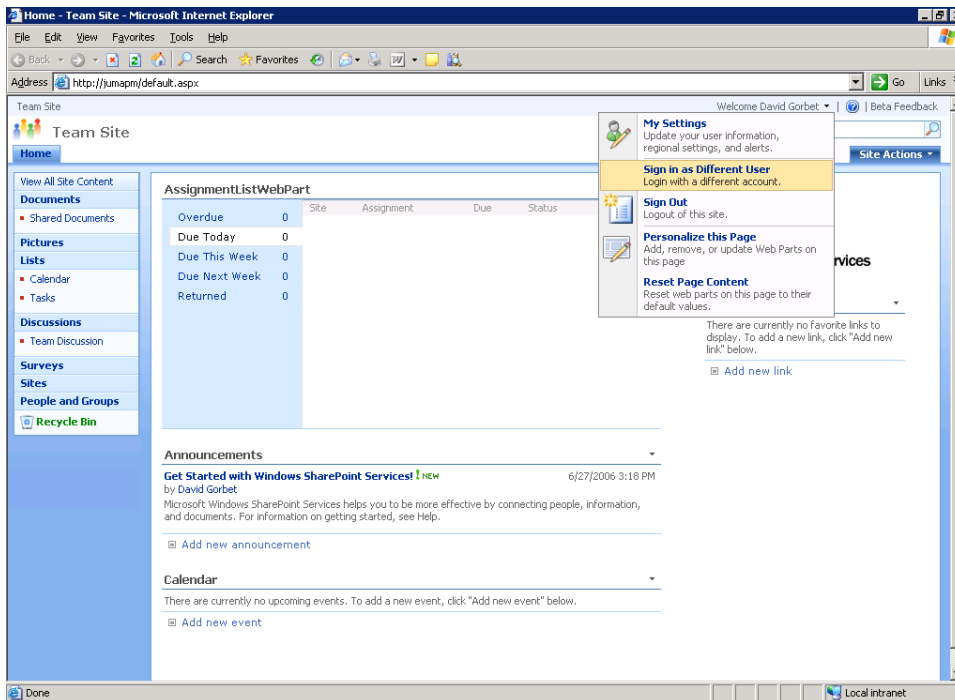 Home - Team Site - Microsoft Internet Explorer
File Edit View Favorites Tools Help
Back Search Favorites
Address http://jumapm/default.aspx Go Links
Team Site Welcome David Gorbet | Beta Feedback
Team Site
Home Site Actions
My Settings
Update your user information,
regional settings, and alerts.
Sign in as Different User
Login with a different account.
Sign Out
Logout of this site.
Personalize this Page
Add, remove, or update Web Parts on
this page
Reset Page Content
Reset web parts on this page to their
default values.
View All Site Content
Documents
Shared Documents
Pictures
Lists
Calendar
Tasks
Discussions
Team Discussion
Surveys
Sites
People and Groups
Recycle Bin
AssignmentListWebPart
Site Assignment Due Status
Overdue 0
Due Today 0
Due This Week 0
Due Next Week 0
Returned 0
rvices
There are currently no favorite links to
display. To add a new link, click "Add new
link" below.
Add new link
Announcements
Get Started with Windows SharePoint Services! ! NEW 6/27/2006 3:18 PM
by David Gorbet
Microsoft Windows SharePoint Services helps you to be more effective by connecting people, information,
and documents. For information on getting started, see Help.
Add new announcement
Calendar
There are currently no upcoming events. To add a new event, click "Add new event" below.
Add new event
Done Local intranet